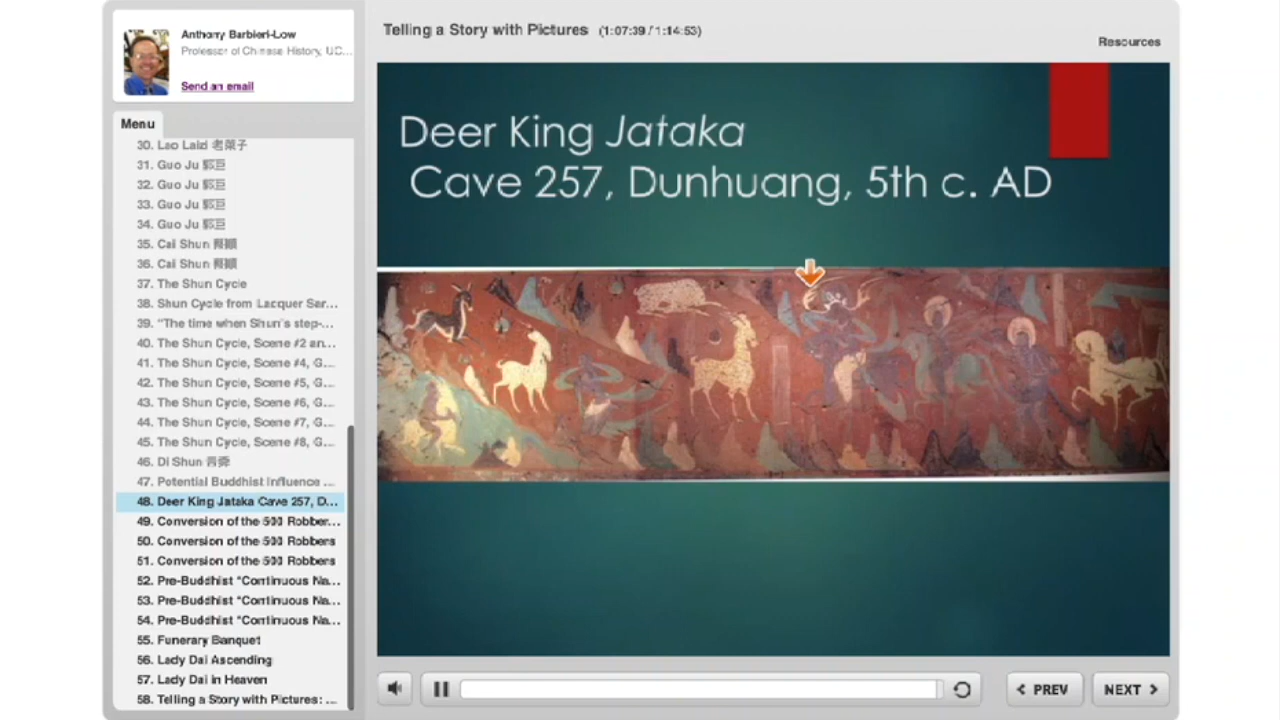 Anthony Barbieri-Low
Professor of Chinese History, UC...
Send an email
Telling a Story with Pictures (1:07:39 / 1:14:53)
Resources
Menu
30. Lao Laizi 老萊子
31. Guo Ju 郭巨
32. Guo Ju 郭巨
33. Guo Ju 郭巨
34. Guo Ju 郭巨
35. Cai Shun
36. Cai Shun
37. The Shun Cycle
38. Shun Cycle from Lacquer Sar...
39. "The time when Shun's step-...
40. The Shun Cycle, Scene #2 an...
41. The Shun Cycle, Scene #4, G...
42. The Shun Cycle, Scene #5, G...
43. The Shun Cycle, Scene #6, G...
44. The Shun Cycle, Scene #7, G...
45. The Shun Cycle, Scene #8, G...
46. Di Shun
47. Potential Buddhist Influence ...
48. Deer King Jataka Cave 257, D...
49. Conversion of the 500 Robber...
50. Conversion of the 500 Robbers
51. Conversion of the 500 Robbers
52. Pre-Buddhist "Continuous Na...
53. Pre-Buddhist "Continuous Na...
54. Pre-Buddhist "Continuous Na...
55. Funerary Banquet
56. Lady Dai Ascending
57. Lady Dai in Heaven
58. Telling a Story with Pictures: ...
Deer King Jataka
Cave 257, Dunhuang, 5th c. AD
PREV
NEXT